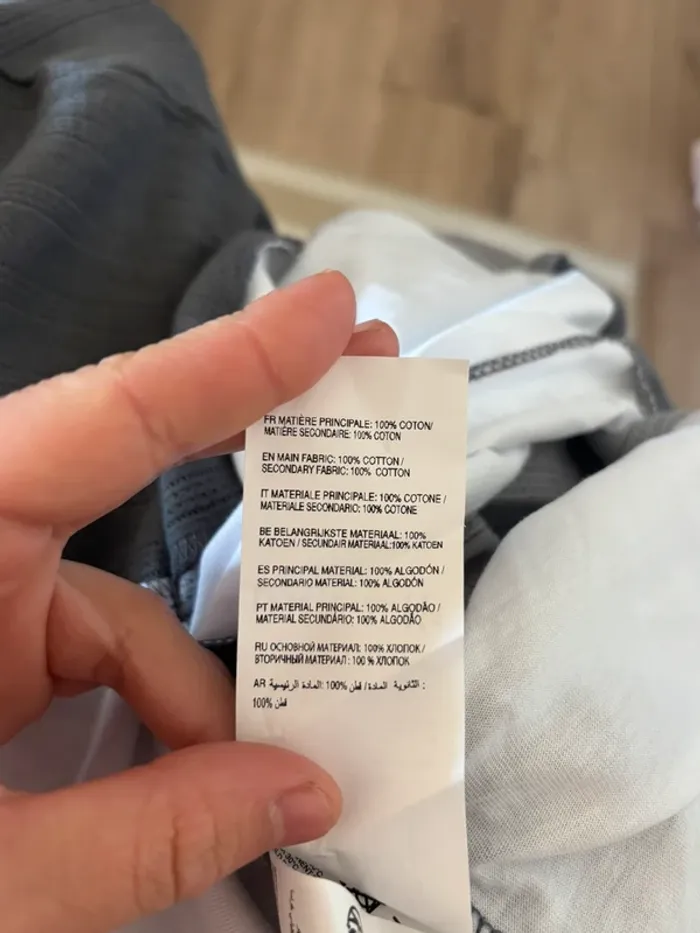 FR MATIÈRE PRINCIPALE: 100% COTON/
MATIÈRE SECONDAIRE: 100% COTON
EN MAIN FABRIC: 100% COTTON /
SECONDARY FABRIC: 100% COTTON
IT MATERIALE PRINCIPALE: 100% COTONE /
MATERIALE SECONDARIO: 100% COTONE
BE BELANGRIJKSTE MATERIAAL: 100%
KATOEN / SECUNDAIR MATERIAAL:100% KATOEN
ES PRINCIPAL MATERIAL: 100% ALGODÓN /
SECONDARIO MATERIAL: 100% ALGODÓN
PT MATERIAL PRINCIPAL: 100% ALGODÃO /
MATERIAL SECUNDÁRIO: 100% ALGODÃO
RU ОСНОВНОЙ МАТЕРИАЛ: 100% ХЛОПОК /
ВТОРИЧНЫЙ МАТЕРИАЛ : 100 % ХЛОПОК
AR الثانوية المادة/ قطن 100% :المادة الرئيسية :
100% قطن